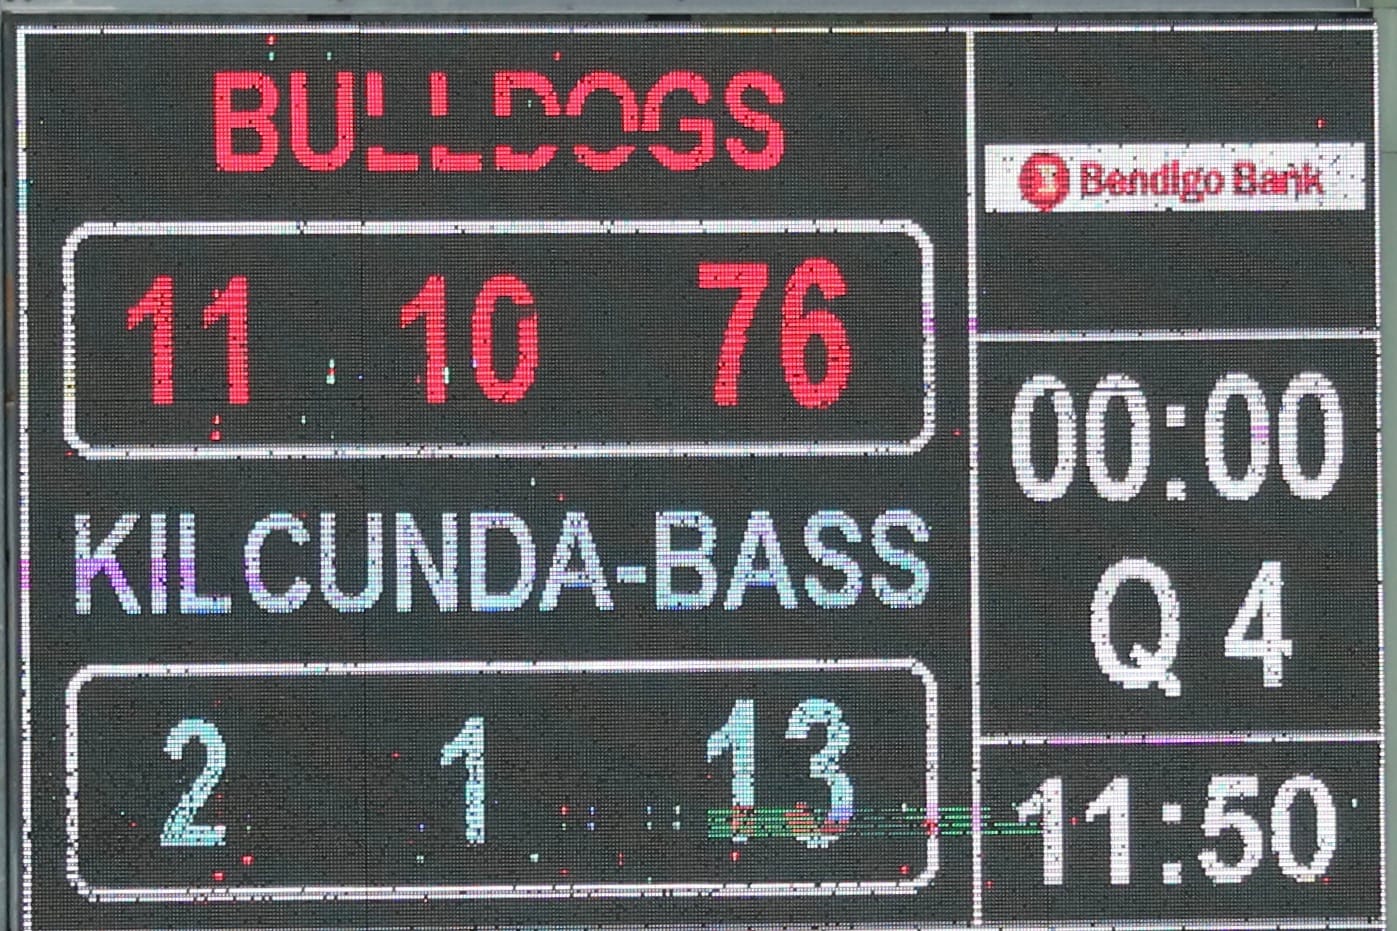 BULLDOGS
11 10 76
KILCUNDA-BASS
2 1 13
Bendigo Bank
00:00
Q 4
11:50